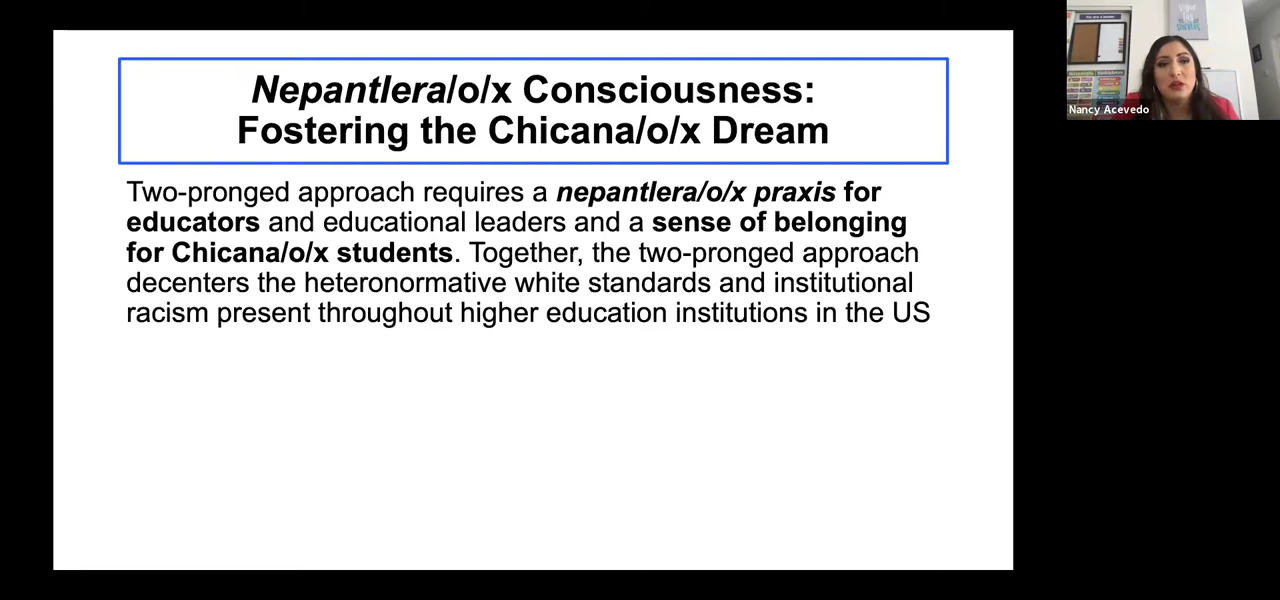 Nepantlera/o/x Consciousness:
Fostering the Chicana/o/x Dream
Two-pronged approach requires a nepantlera/o/x praxis for
educators and educational leaders and a sense of belonging
for Chicana/o/x students. Together, the two-pronged approach
decenters the heteronormative white standards and institutional
racism present throughout higher education institutions in the US
Nancy Acevedo